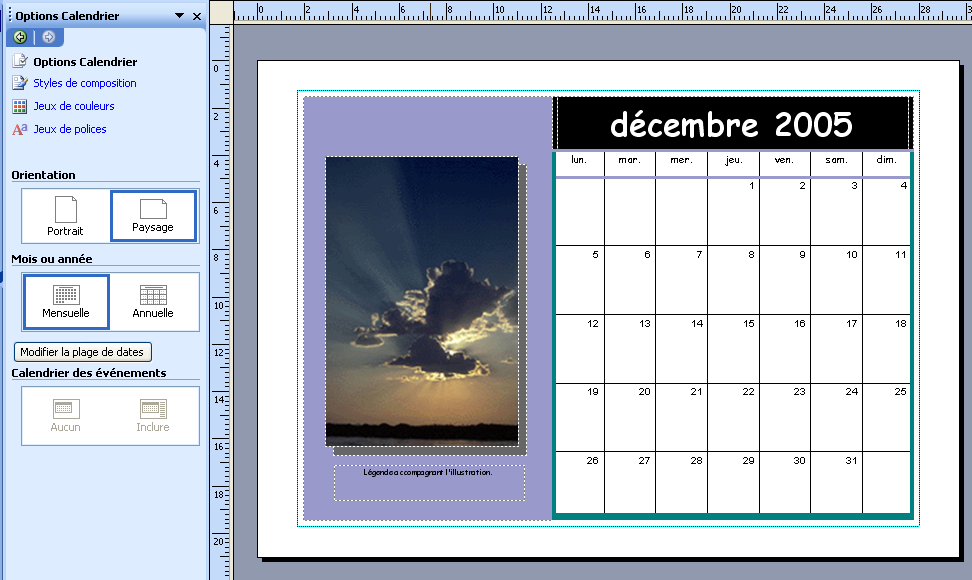 Options Calendrier
Options Calendrier
Styles de composition
Jeux de couleurs
Jeux de polices
Orientation
Portrait Paysage
Mois ou année
Mensuelle Annuelle
Modifier la plage de dates
Calendrier des événements
Aucun Inclure
0 2 4 6 8 10 12 14 16 18 20 22 24 26 28
0
2
4
6
8
10
12
14
16
18
20
décembre 2005
lun. mar. mer. jeu. ven. sam. dim.
1 2 3 4
5 6 7 8 9 10 11
12 13 14 15 16 17 18
19 20 21 22 23 24 25
26 27 28 29 30 31
Légende accompagnant l'illustration.